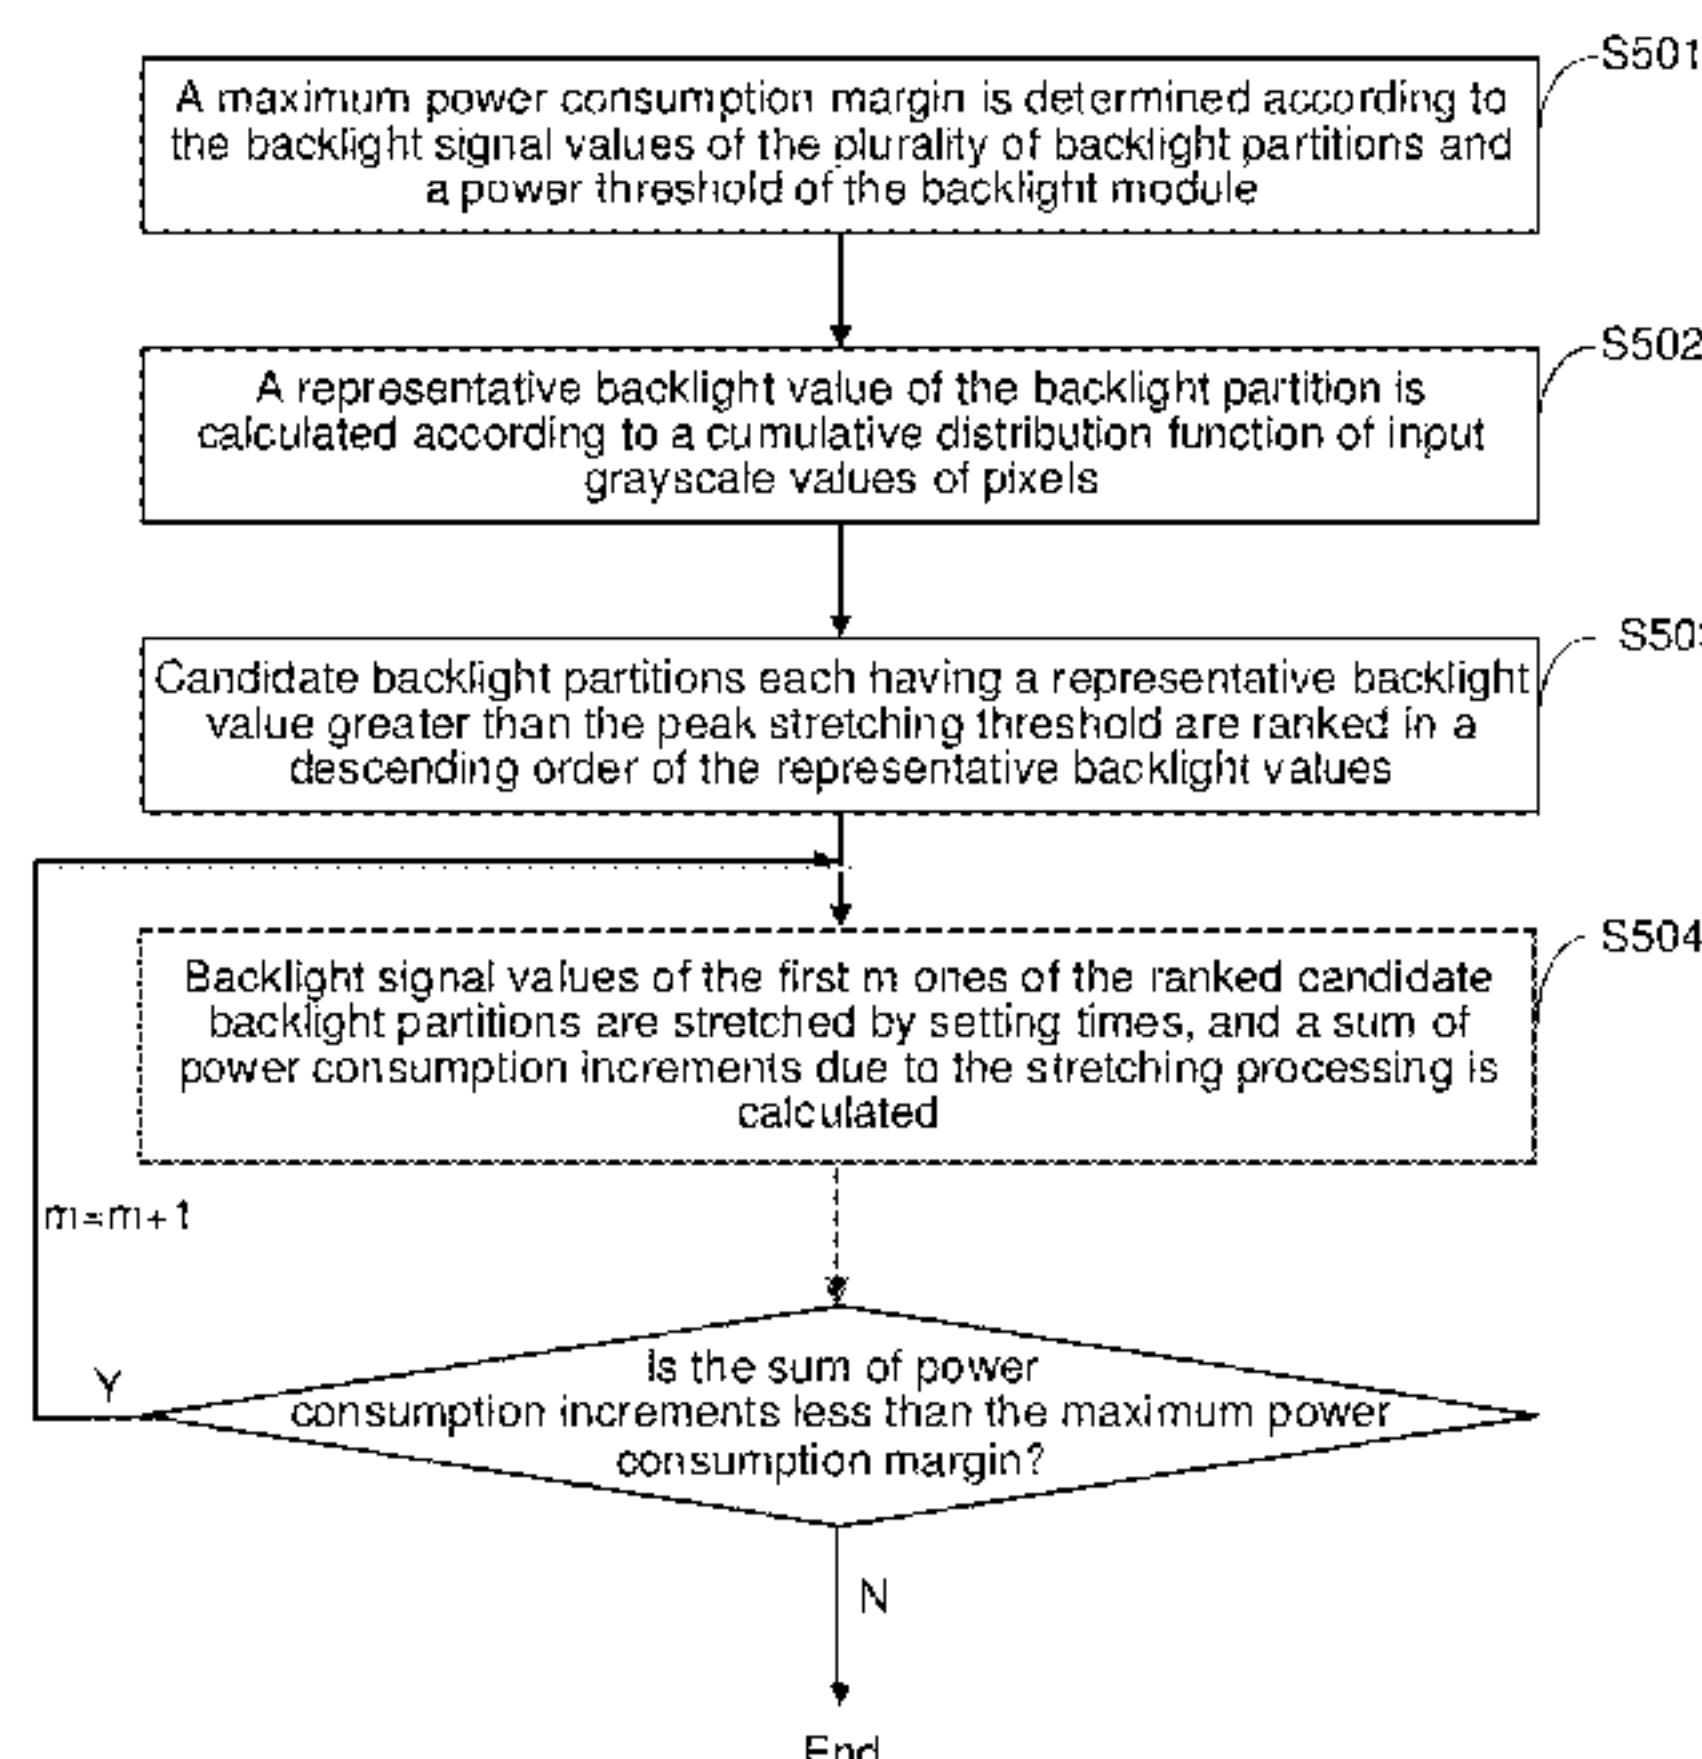 S501
A maximum power consumption margin is determined according to
the backlight signal values of the plurality of backlight partitions and
a power threshold of the backlight module
S502
A representative backlight value of the backlight partition is
calculated according to a cumulative distribution function of input
grayscale values of pixels
S503
Candidate backlight partitions each having a representative backlight
value greater than the peak stretching threshold are ranked in a
descending order of the representative backlight values
S504
Backlight signal values of the first m ones of the ranked candidate
backlight partitions are stretched by setting times, and a sum of
power consumption increments due to the stretching processing is
calculated
m=m+1
Y
Is the sum of power
consumption increments less than the maximum power
consumption margin?
N
End